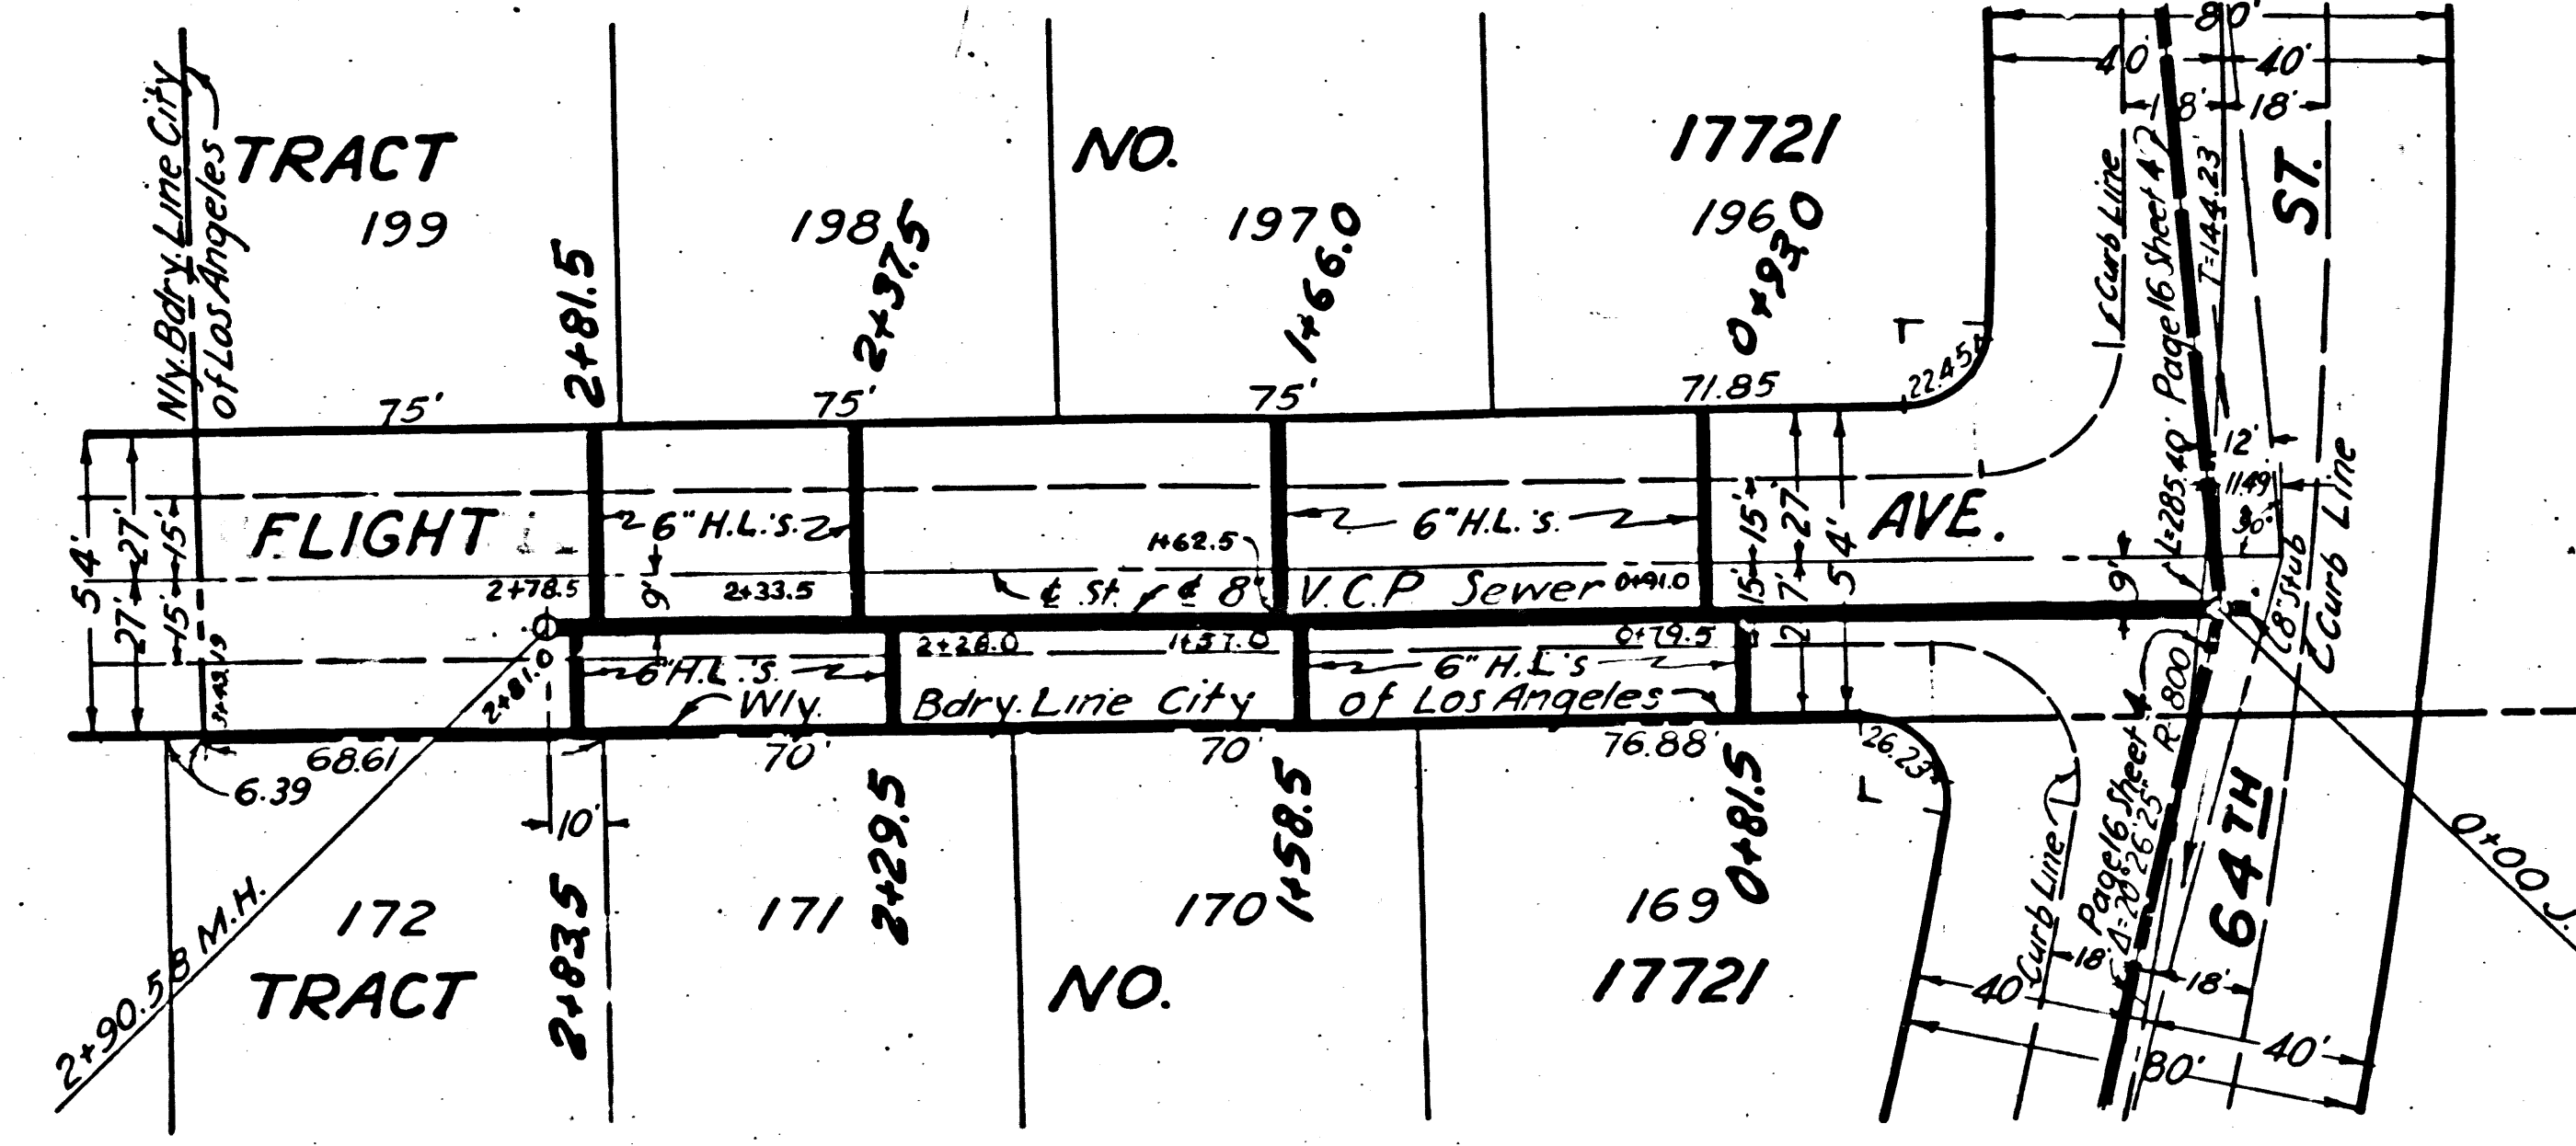 80'
40' 40'
18' 18'
Nly. Bdry. Line City
of Los Angeles
TRACT NO. 17721
199 198 197 196
2+81.5 2+37.5 1+66.0 0+93.0
75' 75' 75' 71.85 22.45
Curb Line
Page 16 Sheet 4
T=144.23'
L=285.40'
ST.
FLIGHT AVE.
54' 27' 15'
27' 15'
6" H.L.'s. 6" H.L.'s.
15' 27' 54'
15' 27'
12'
11.49'
90°
8" Stub
Curb Line
1+62.5
2+78.5 9' 2+33.5 ₵ St. ₵ 8" V.C.P. Sewer 0+91.0 9'
2+81.0 2+28.0 1+57.0 0+79.5
3+49.19
6" H.L.'s. 6" H.L.'s
Wly. Bdry. Line City of Los Angeles
6.39 68.61 70' 70' 76.88' 26.23
10'
2+83.5 2+29.5 1+58.5 0+81.5
172 171 170 169
TRACT NO. 17721
2+90.58 M.H.
Curb Line
Page 16 Sheet 4
Δ=20°26'25"
R=800'
64TH
0+00
18' 18'
40' 40'
80'